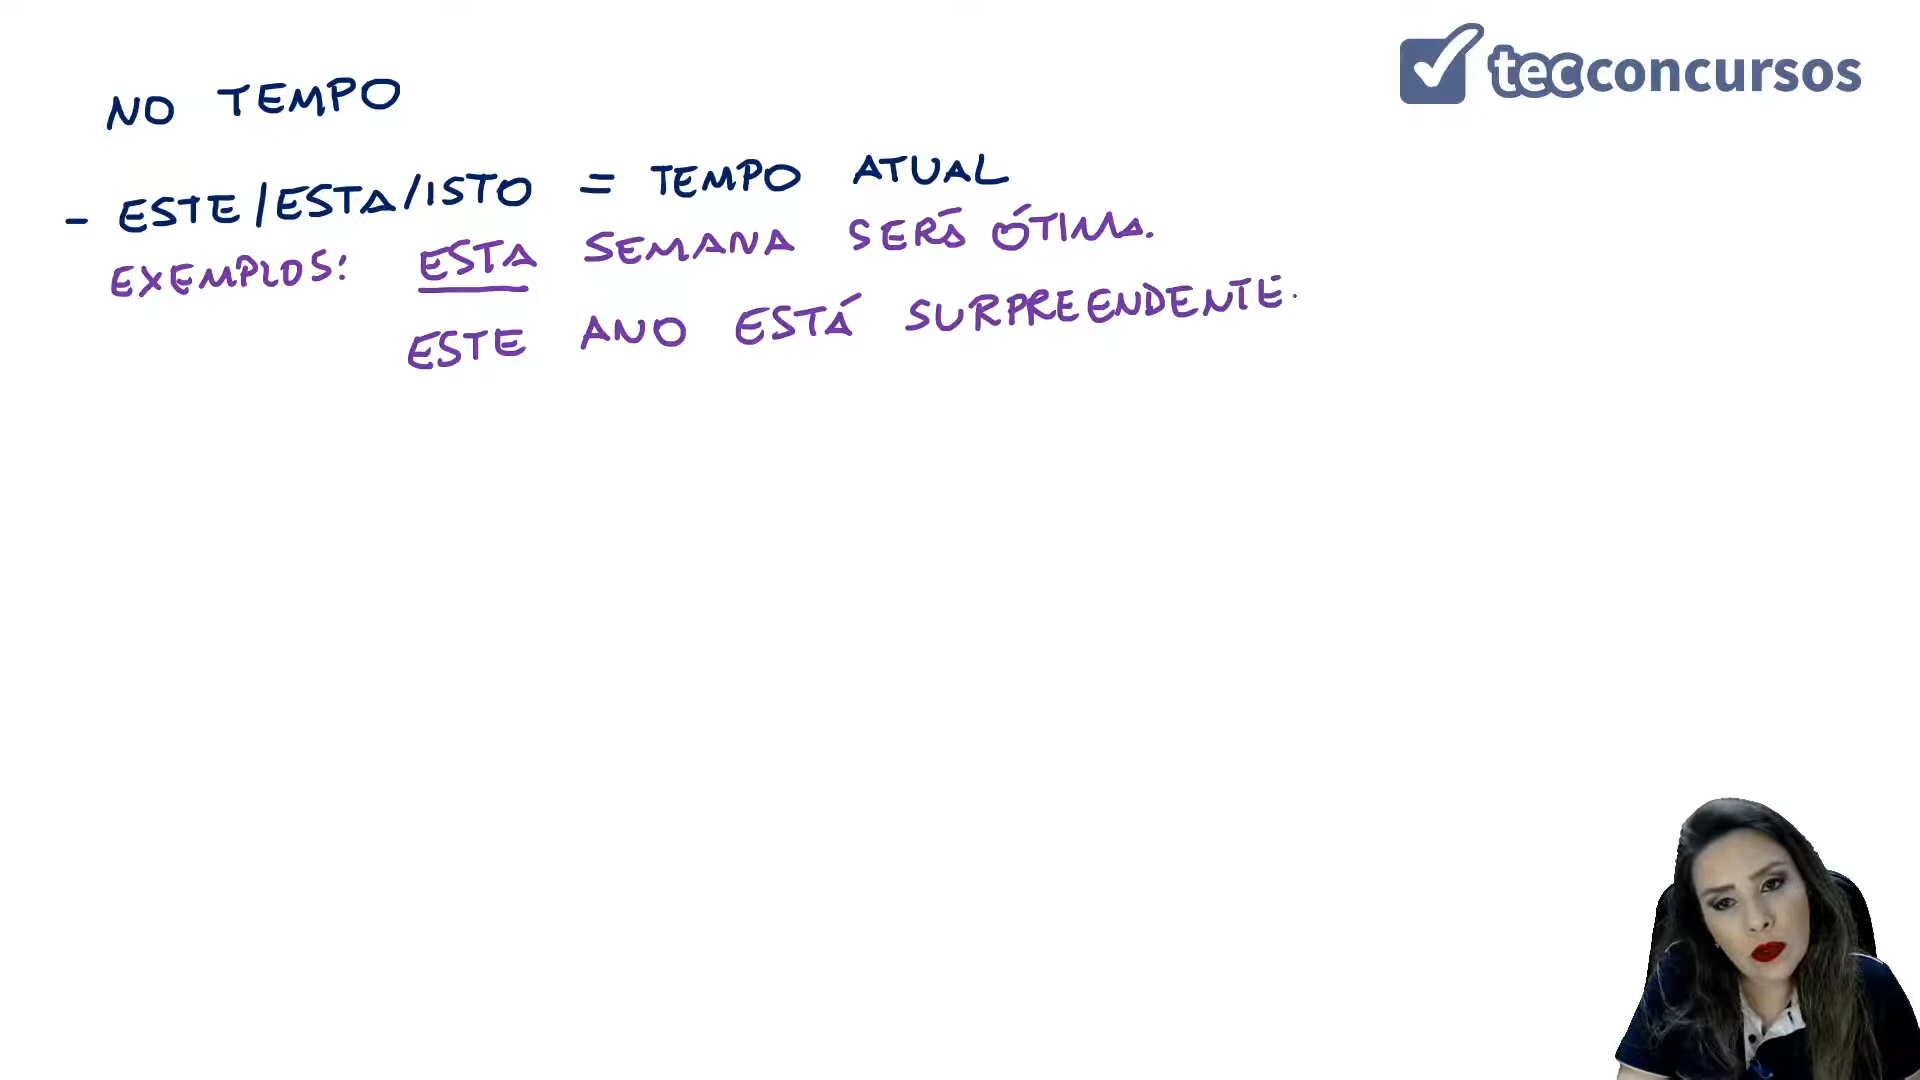 tecconcursos
NO TEMPO
- ESTE/ESTA/ISTO = TEMPO ATUAL
EXEMPLOS: ESTA SEMANA SERÁ ÓTIMA.
ESTE ANO ESTÁ SURPREENDENTE.